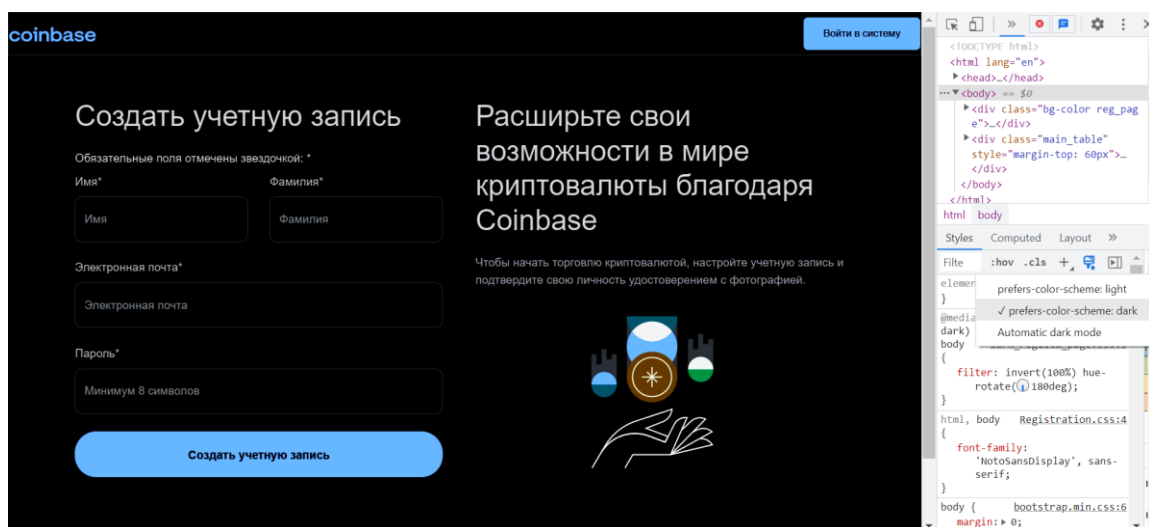 coinbase
Войти в систему
Создать учетную запись
Обязательные поля отмечены звездочкой: *
Имя*
Фамилия*
Имя
Фамилия
Электронная почта*
Электронная почта
Пароль*
Минимум 8 символов
Создать учетную запись
Расширьте свои
возможности в мире
криптовалюты благодаря
Coinbase
Чтобы начать торговлю криптовалютой, настройте учетную запись и
подтвердите свою личность удостоверением с фотографией.
<!DOCTYPE html>
<html lang="en">
<head>…</head>
<body> == $0
<div class="bg-color reg_pag
e">…</div>
<div class="main_table"
style="margin-top: 60px">…
</div>
</body>
</html>
html body
Styles Computed Layout »
Filte :hov .cls +
elemen
}
prefers-color-scheme: light
✓ prefers-color-scheme: dark
Automatic dark mode
@media
dark)
body
{
filter: invert(100%) hue-
rotate(180deg);
}
html, body Registration.css:4
{
font-family:
'NotoSansDisplay', sans-
serif;
}
body { bootstrap.min.css:6
margin: 0;